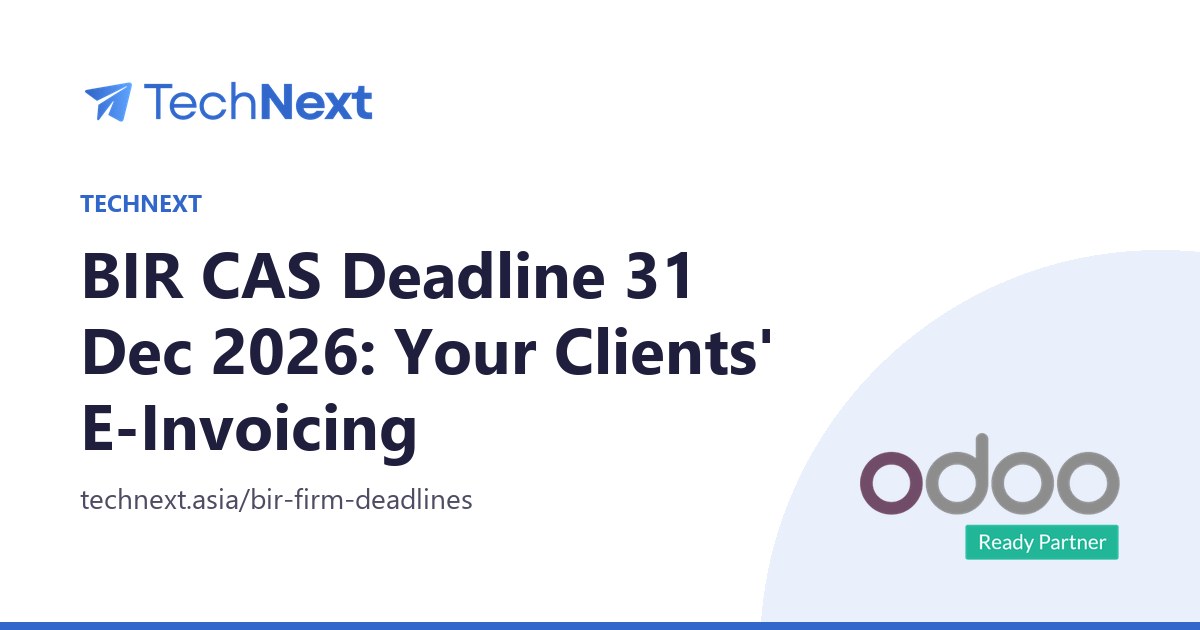 TechNext
TECHNEXT
BIR CAS Deadline 31
Dec 2026: Your Clients'
E-Invoicing
technext.asia/bir-firm-deadlines
odoo
Ready Partner